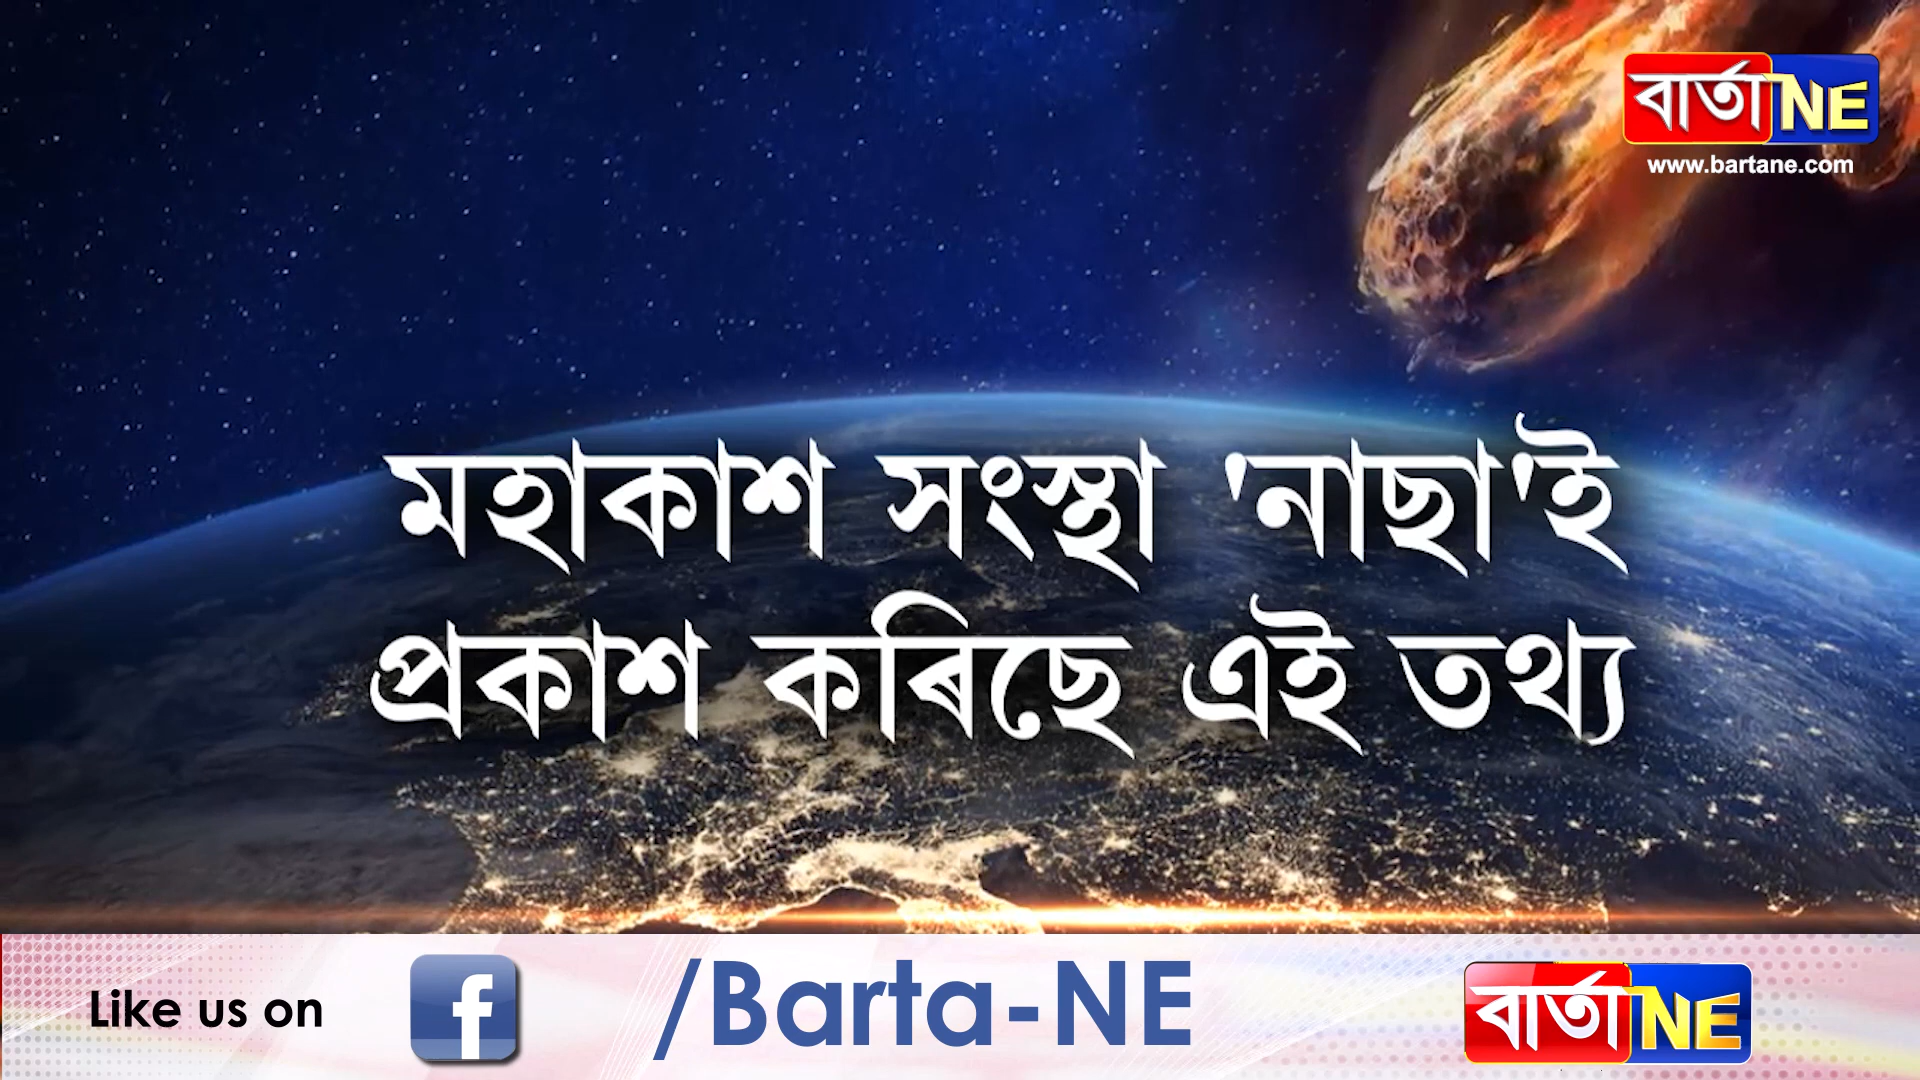 বাৰ্তা NE
www.bartane.com
মহাকাশ সংস্থা 'নাছা'ই
প্ৰকাশ কৰিছে এই তথ্য
Like us on f /Barta-NE বাৰ্তা NE